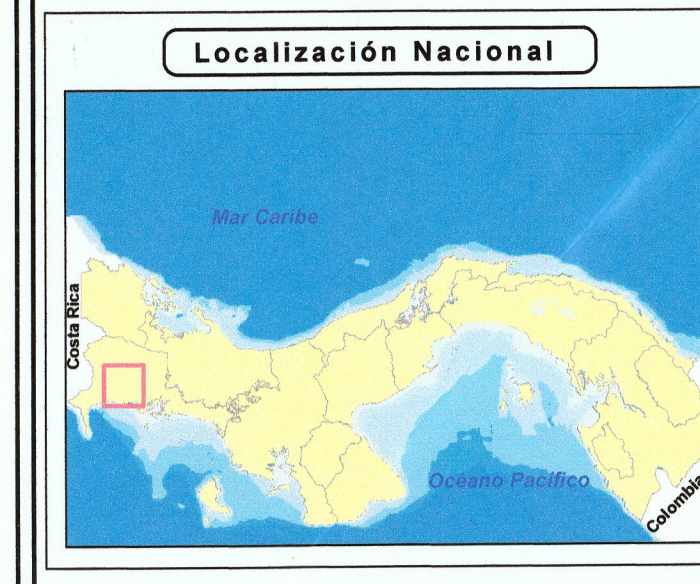 Localización Nacional
Mar Caribe
Costa Rica
Océano Pacífico
Colombia